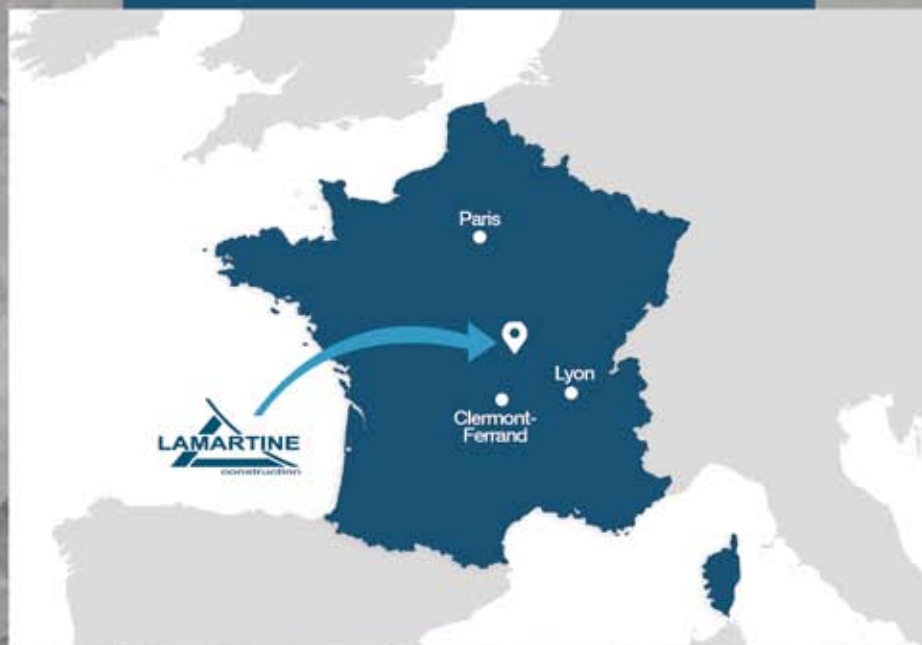 Paris
Lyon
Clermont-
Ferrand
LAMARTINE
construction